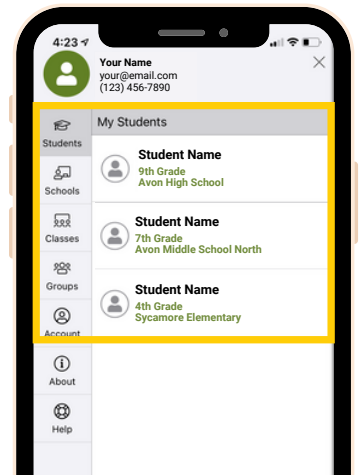 4:23
Your Name
your@email.com
(123) 456-7890
Students
My Students
Student Name
9th Grade
Avon High School
Schools
Classes
Student Name
7th Grade
Avon Middle School North
Groups
Student Name
4th Grade
Sycamore Elementary
Account
About
Help